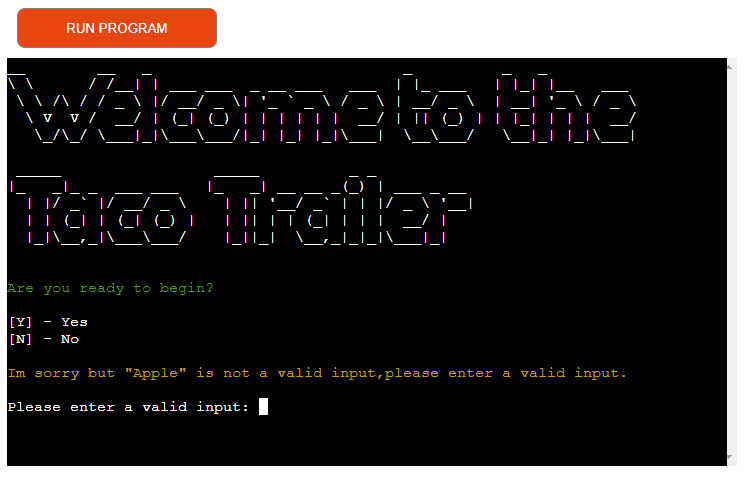 RUN PROGRAM
Welcome to the
Taco Trailer
Are you ready to begin?
[Y] - Yes
[N] - No
Im sorry but "Apple" is not a valid input,please enter a valid input.
Please enter a valid input: